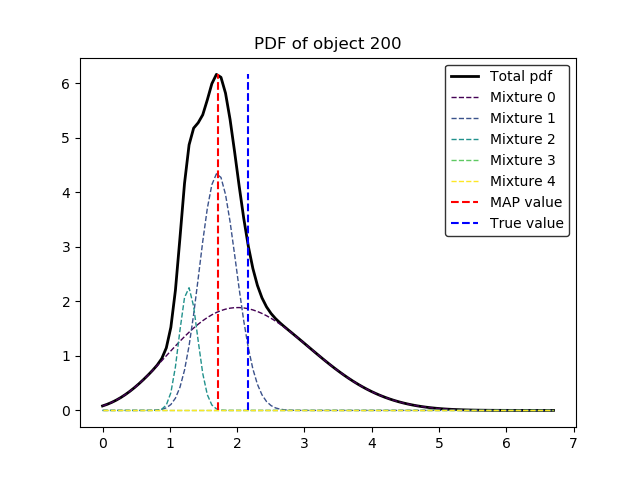 PDF of object 200
Total pdf
Mixture 0
Mixture 1
Mixture 2
Mixture 3
Mixture 4
MAP value
True value
6
5
4
3
2
1
0
0 1 2 3 4 5 6 7